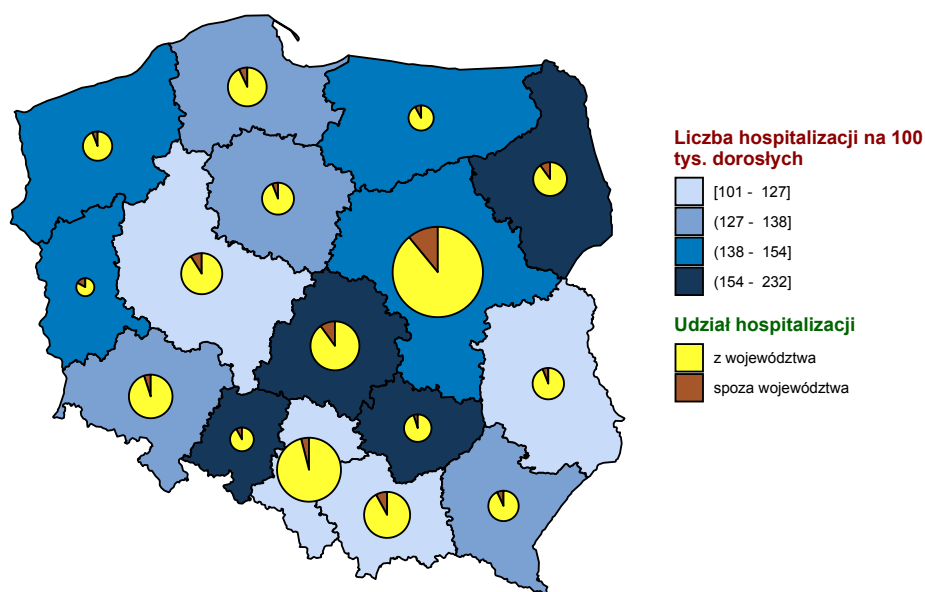 Liczba hospitalizacji na 100
tys. dorosłych
[101 - 127]
(127 - 138]
(138 - 154]
(154 - 232]
Udział hospitalizacji
z województwa
spoza województwa